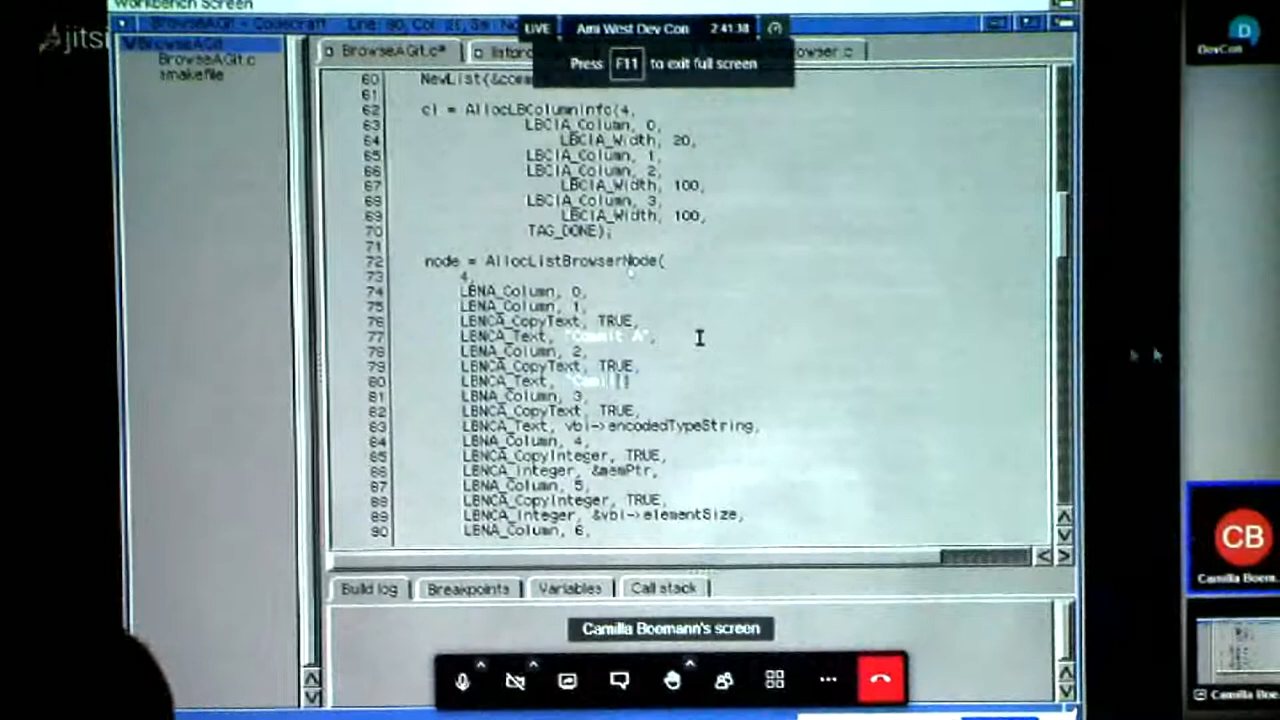 Workbench Screen
jitsi
LIVE
Ami West Dev Con
2:41:38
Press F11 to exit full screen
BrowseAGit
BrowseAGit.c
smakefile
BrowseAGit.c*
60 NewList(&com
61
62 ci = AllocLBColumnInfo(4,
63 LBCIA_Column, 0,
64 LBCIA_Width, 20,
65 LBCIA_Column, 1,
66 LBCIA_Column, 2,
67 LBCIA_Width, 100,
68 LBCIA_Column, 3,
69 LBCIA_Width, 100,
70 TAG_DONE);
71
72 node = AllocListBrowserNode(
73 4,
74 LBNA_Column, 0,
75 LBNA_Column, 1,
76 LBNCA_CopyText, TRUE,
77 LBNCA_Text, "Commit A",
78 LBNA_Column, 2,
79 LBNCA_CopyText, TRUE,
80 LBNCA_Text,
81 LBNA_Column, 3,
82 LBNCA_CopyText, TRUE,
83 LBNCA_Text, vbi->encodedTypeString,
84 LBNA_Column, 4,
85 LBNCA_CopyInteger, TRUE,
86 LBNCA_Integer, &memPtr,
87 LBNA_Column, 5,
88 LBNCA_CopyInteger, TRUE,
89 LBNCA_Integer, &vbi->elementSize,
90 LBNA_Column, 6,
Build log
Breakpoints
Variables
Call stack
Camilla Boemann's screen
D
DevCon
CB
Camilla Boem...
Camilla Boe...